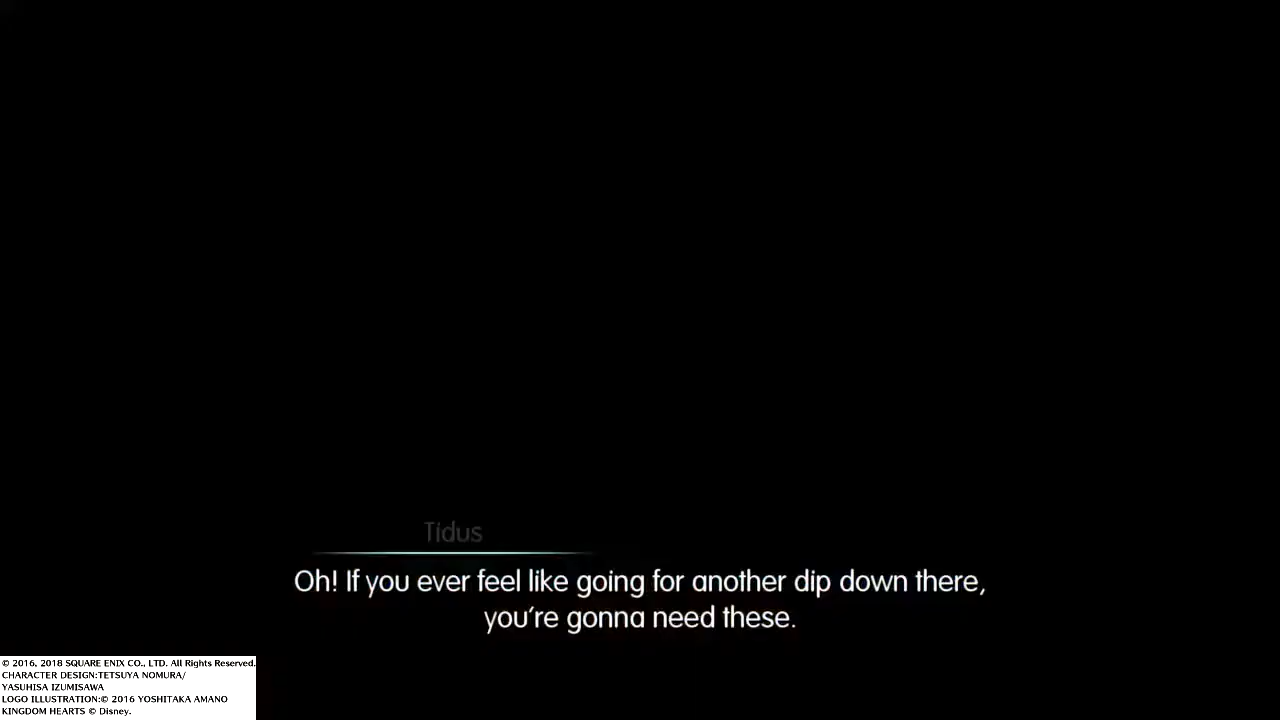 Tidus
Oh! If you ever feel like going for another dip down there,
you're gonna need these.
© 2016, 2018 SQUARE ENIX CO., LTD. All Rights Reserved.
CHARACTER DESIGN:TETSUYA NOMURA/
YASUHISA IZUMISAWA
LOGO ILLUSTRATION:© 2016 YOSHITAKA AMANO
KINGDOM HEARTS © Disney.